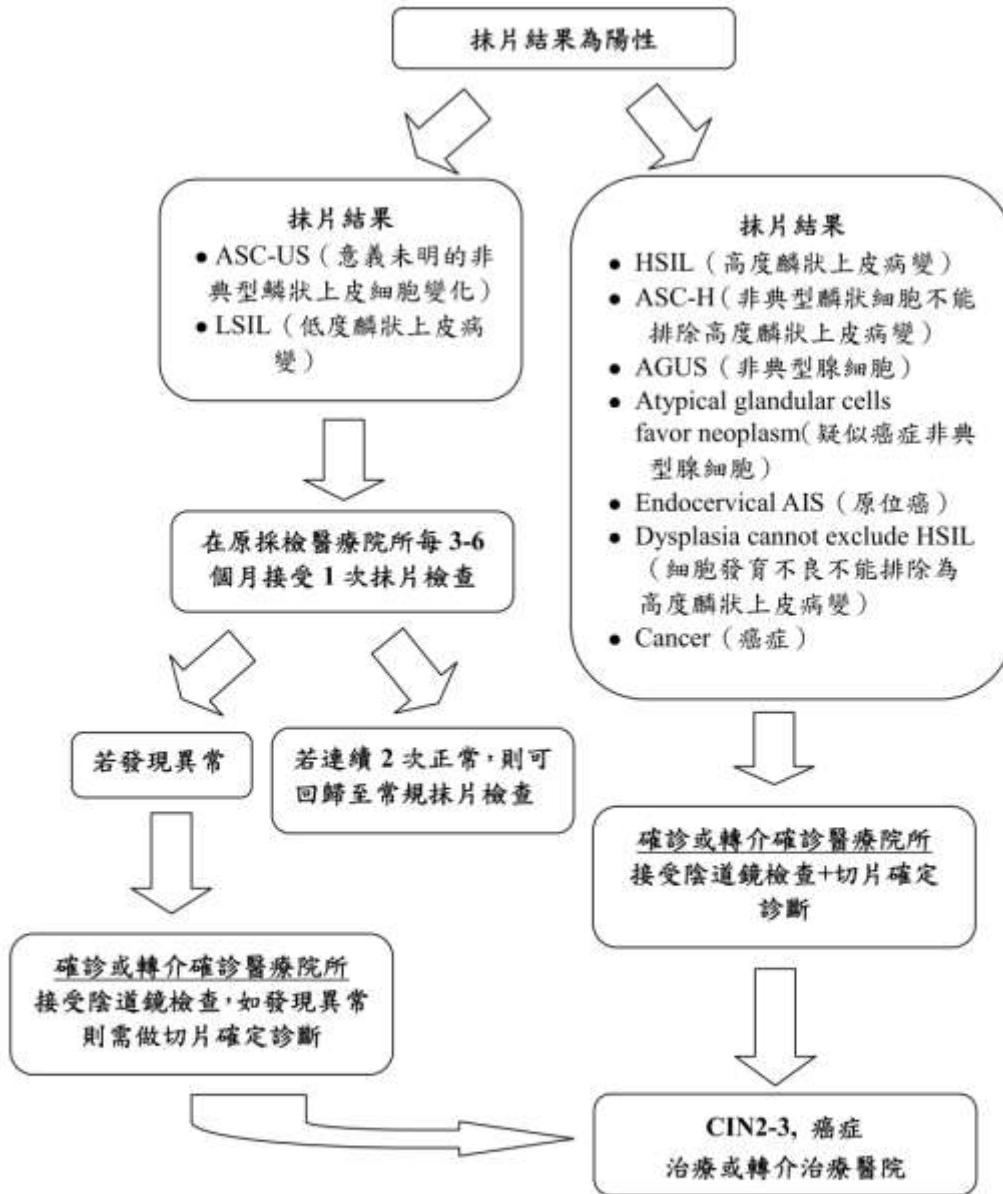 抹片結果為陽性
抹片結果
● ASC-US（意義未明的非
典型鱗狀上皮細胞變化）
● LSIL（低度鱗狀上皮病
變）
在原採檢醫療院所每 3-6
個月接受 1 次抹片檢查
若發現異常
若連續 2 次正常，則可
回歸至常規抹片檢查
確診或轉介確診醫療院所
接受陰道鏡檢查，如發現異常
則需做切片確定診斷
抹片結果
● HSIL（高度鱗狀上皮病變）
● ASC-H（非典型鱗狀細胞不能
排除高度鱗狀上皮病變）
● AGUS（非典型腺細胞）
● Atypical glandular cells
favor neoplasm（疑似癌症非典
型腺細胞）
● Endocervical AIS（原位癌）
● Dysplasia cannot exclude HSIL
（細胞發育不良不能排除為
高度鱗狀上皮病變）
● Cancer（癌症）
確診或轉介確診醫療院所
接受陰道鏡檢查+切片確定
診斷
CIN2-3, 癌症
治療或轉介治療醫院